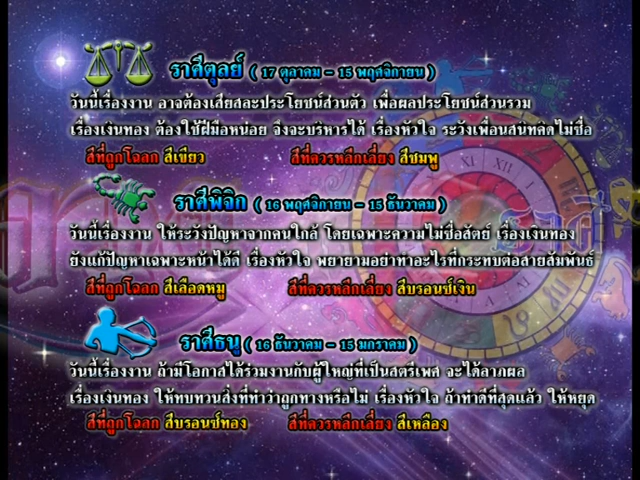 ราศีตุลย์ ( 17 ตุลาคม - 15 พฤศจิกายน )
วันนี้เรื่องงาน อาจต้องเสียสละประโยชน์ส่วนตัว เพื่อผลประโยชน์ส่วนรวม
เรื่องเงินทอง ต้องใช้ฝีมือหน่อย จึงจะบริหารได้ เรื่องหัวใจ ระวังเพื่อนสนิทคิดไม่ซื่อ
สีที่ถูกโฉลก สีเขียว สีที่ควรหลีกเลี่ยง สีชมพู
ราศีพิจิก ( 16 พฤศจิกายน - 15 ธันวาคม )
วันนี้เรื่องงาน ให้ระวังปัญหาจากคนใกล้ โดยเฉพาะความไม่ซื่อสัตย์ เรื่องเงินทอง
ยังแก้ปัญหาเฉพาะหน้าได้ดี เรื่องหัวใจ พยายามอย่าทำอะไรที่กระทบต่อสายสัมพันธ์
สีที่ถูกโฉลก สีเลือดหมู สีที่ควรหลีกเลี่ยง สีบรอนซ์เงิน
ราศีธนู ( 16 ธันวาคม - 15 มกราคม )
วันนี้เรื่องงาน ถ้ามีโอกาสได้ร่วมงานกับผู้ใหญ่ที่เป็นสตรีเพศ จะได้ลาภผล
เรื่องเงินทอง ให้ทบทวนสิ่งที่ทำว่าถูกทางหรือไม่ เรื่องหัวใจ ถ้าทำดีที่สุดแล้ว ให้หยุด
สีที่ถูกโฉลก สีบรอนซ์ทอง สีที่ควรหลีกเลี่ยง สีเหลือง